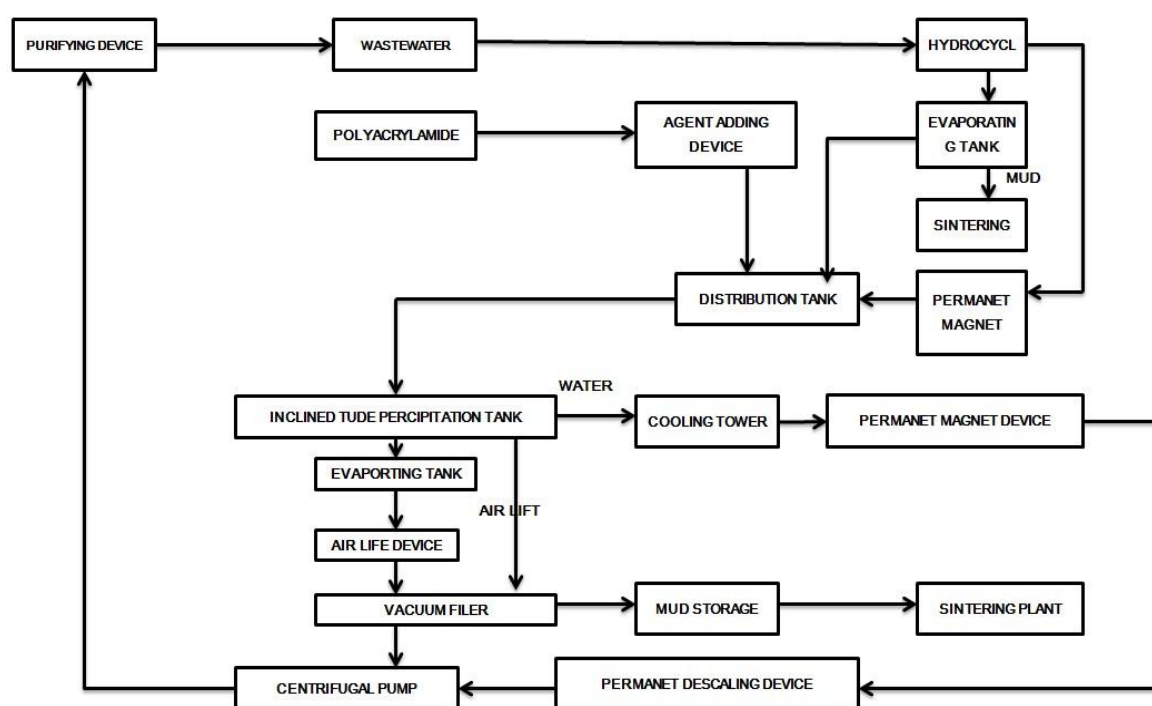 PURIFYING DEVICE
WASTEWATER
HYDROCYCL
POLYACRYLAMIDE
AGENT ADDING
DEVICE
EVAPORATIN
G TANK
MUD
SINTERING
DISTRIBUTION TANK
PERMANET
MAGNET
WATER
INCLINED TUDE PERCIPITATION TANK
COOLING TOWER
PERMANET MAGNET DEVICE
EVAPORTING TANK
AIR LIFT
AIR LIFE DEVICE
VACUUM FILER
MUD STORAGE
SINTERING PLANT
CENTRIFUGAL PUMP
PERMANET DESCALING DEVICE